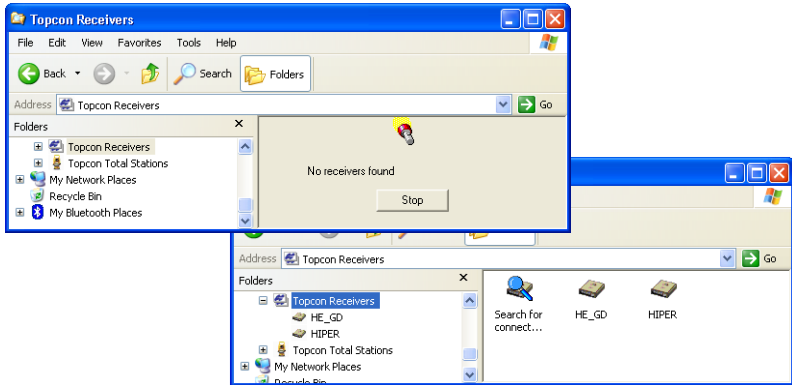 Topcon Receivers
File Edit View Favorites Tools Help
Back Search Folders
Address Topcon Receivers Go
Folders
Topcon Receivers
Topcon Total Stations
My Network Places
Recycle Bin
My Bluetooth Places
No receivers found
Stop
Address Topcon Receivers Go
Folders
Topcon Receivers
HE_GD
HIPER
Topcon Total Stations
My Network Places
Recycle Bin
Search for
connect...
HE_GD
HIPER